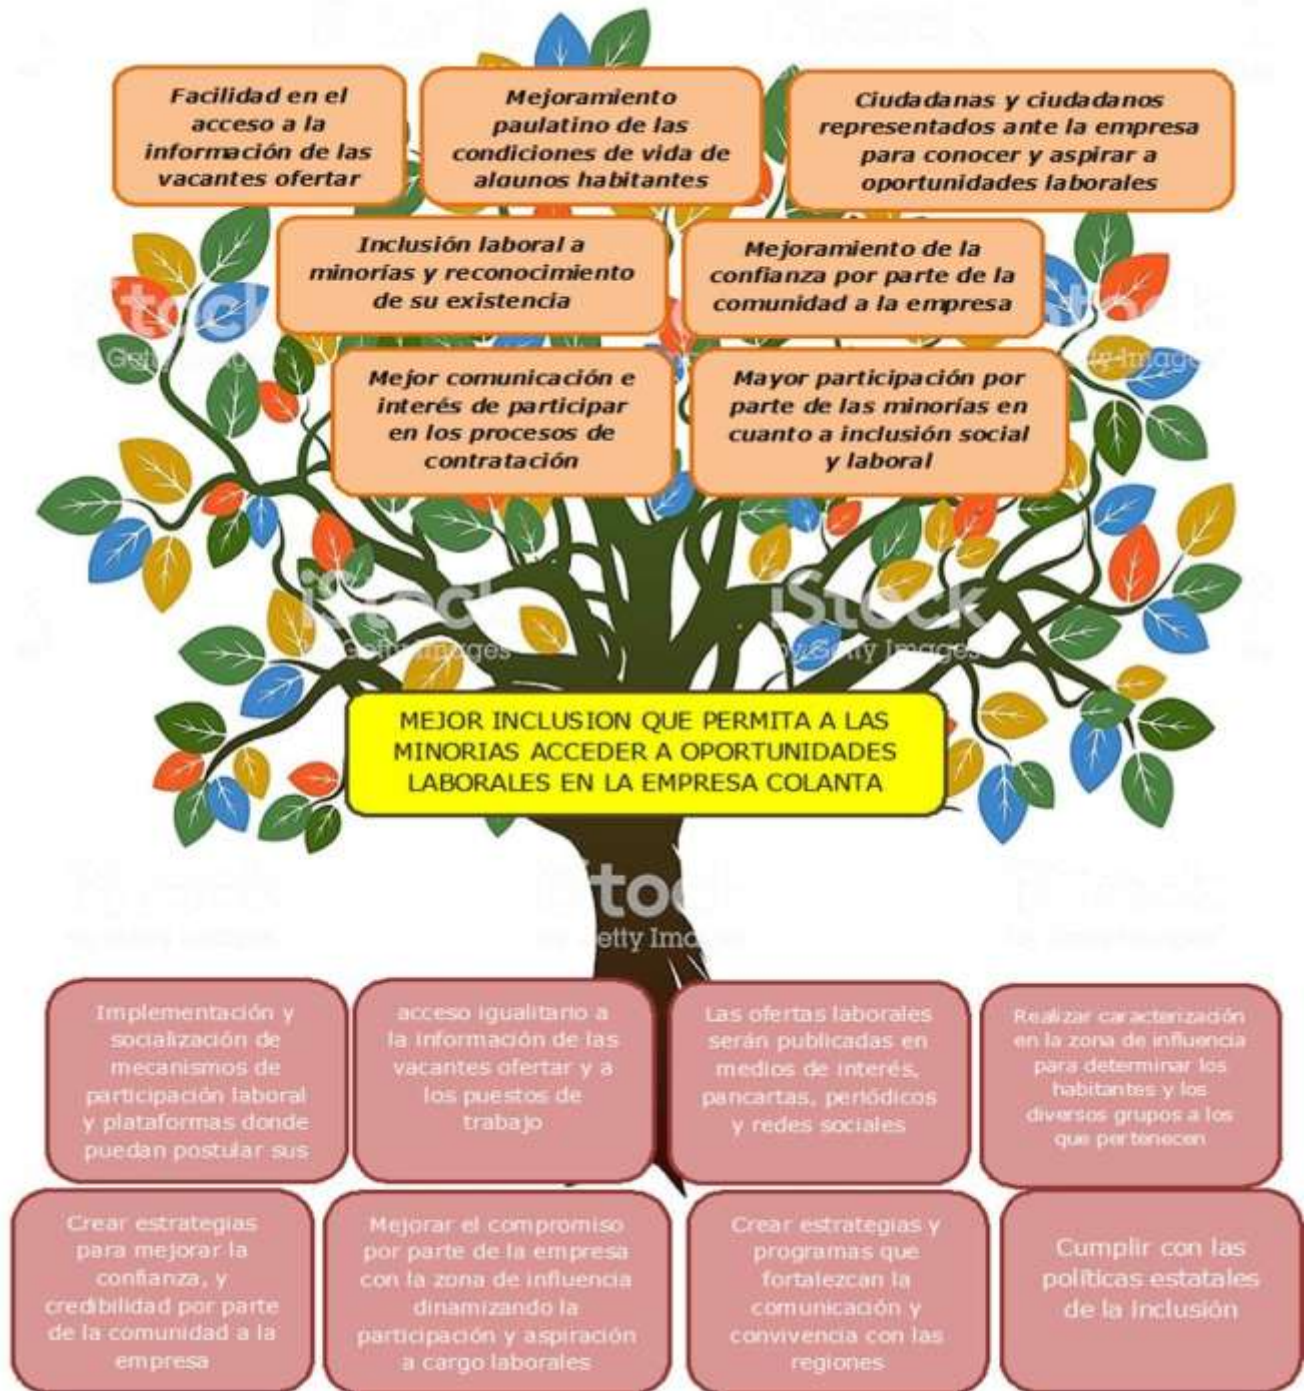 Facilidad en el
acceso a la
información de las
vacantes ofertar
Mejoramiento
paulatino de las
condiciones de vida de
algunos habitantes
Ciudadanas y ciudadanos
representados ante la empresa
para conocer y aspirar a
oportunidades laborales
Inclusión laboral a
minorías y reconocimiento
de su existencia
Mejoramiento de la
confianza por parte de la
comunidad a la empresa
Mejor comunicación e
interés de participar
en los procesos de
contratación
Mayor participación por
parte de las minorías en
cuanto a inclusión social
y laboral
iStock
by Getty Images
iStock
by Getty Images
MEJOR INCLUSION QUE PERMITA A LAS
MINORIAS ACCEDER A OPORTUNIDADES
LABORALES EN LA EMPRESA COLANTA
Implementación y
socialización de
mecanismos de
participación laboral
y plataformas donde
puedan postular sus
acceso igualitario a
la información de las
vacantes ofertar y a
los puestos de
trabajo
Las ofertas laborales
serán publicadas en
medios de interés,
pancartas, periódicos
y redes sociales
Realizar caracterización
en la zona de influencia
para determinar los
habitantes y los
diversos grupos a los
que pertenecen
Crear estrategias
para mejorar la
confianza, y
credibilidad por parte
de la comunidad a la
empresa
Mejorar el compromiso
por parte de la empresa
con la zona de influencia
dinamizando la
participación y aspiración
a cargo laborales
Crear estrategias y
programas que
fortalezcan la
comunicación y
convivencia con las
regiones
Cumplir con las
políticas estatales
de la inclusión